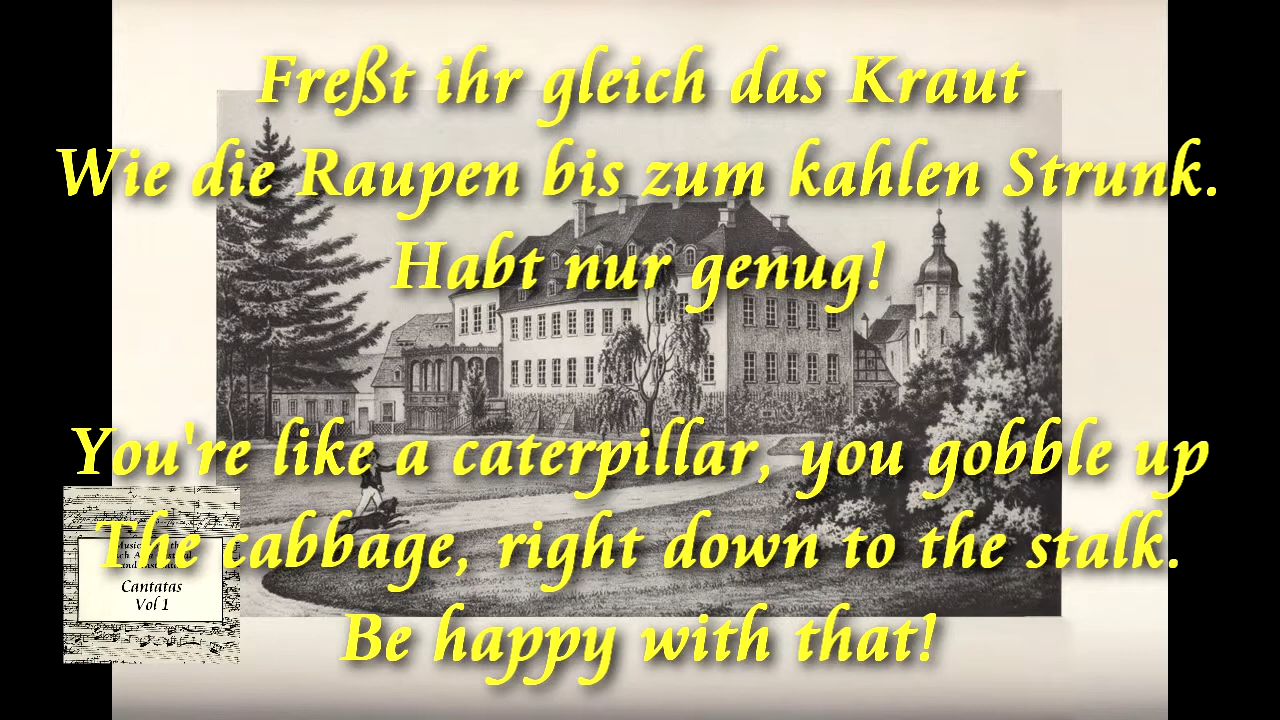 Freßt ihr gleich das Kraut
Wie die Raupen bis zum kahlen Strunk.
Habt nur genug!
You're like a caterpillar, you gobble up
The cabbage, right down to the stalk.
Be happy with that!
Cantatas
Vol 1